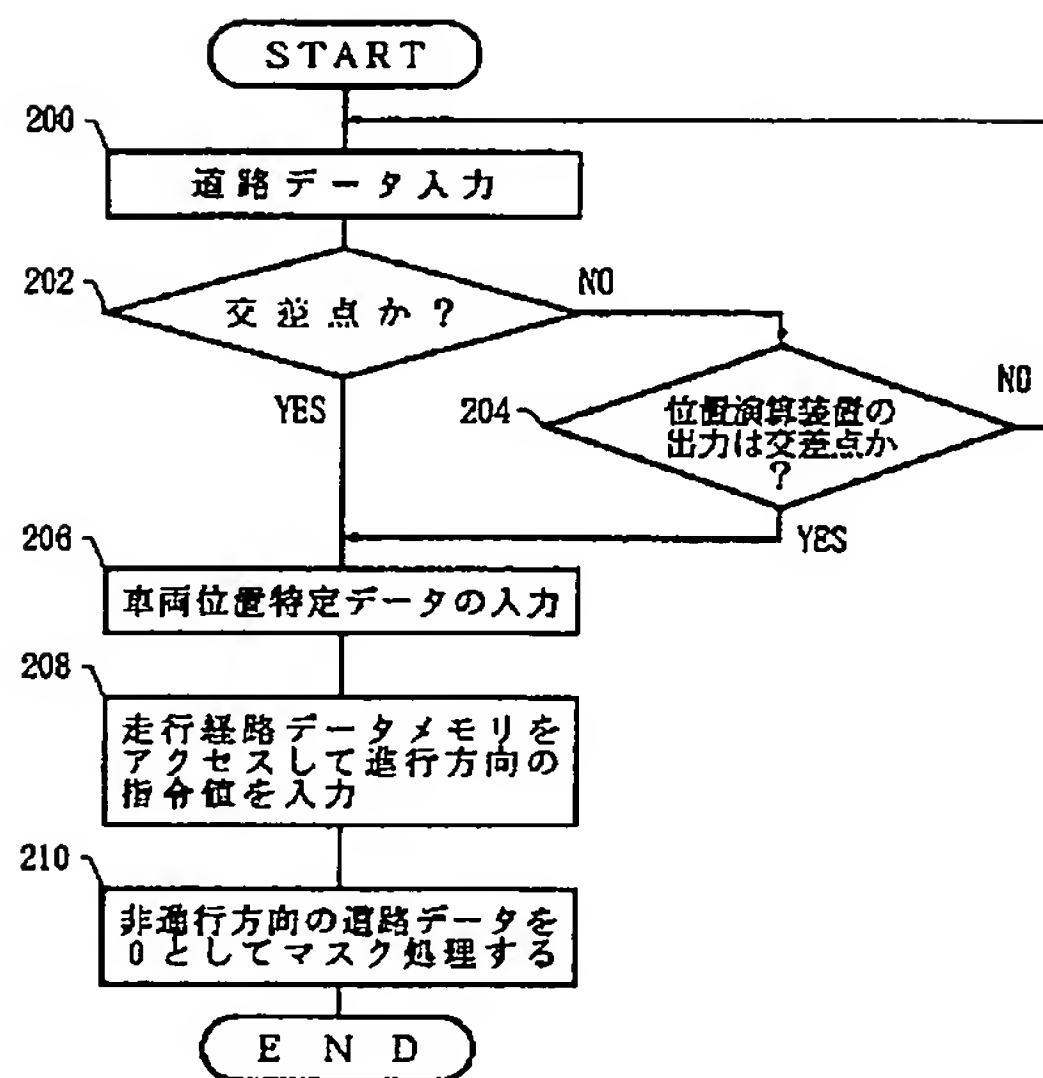 START
200
道路データ入力
202
交差点か?
NO
YES
204
位置演算装置の
出力は交差点か
?
NO
YES
206
車両位置特定データの入力
208
走行経路データメモリを
アクセスして進行方向の
指令値を入力
210
非通行方向の道路データを
0としてマスク処理する
END